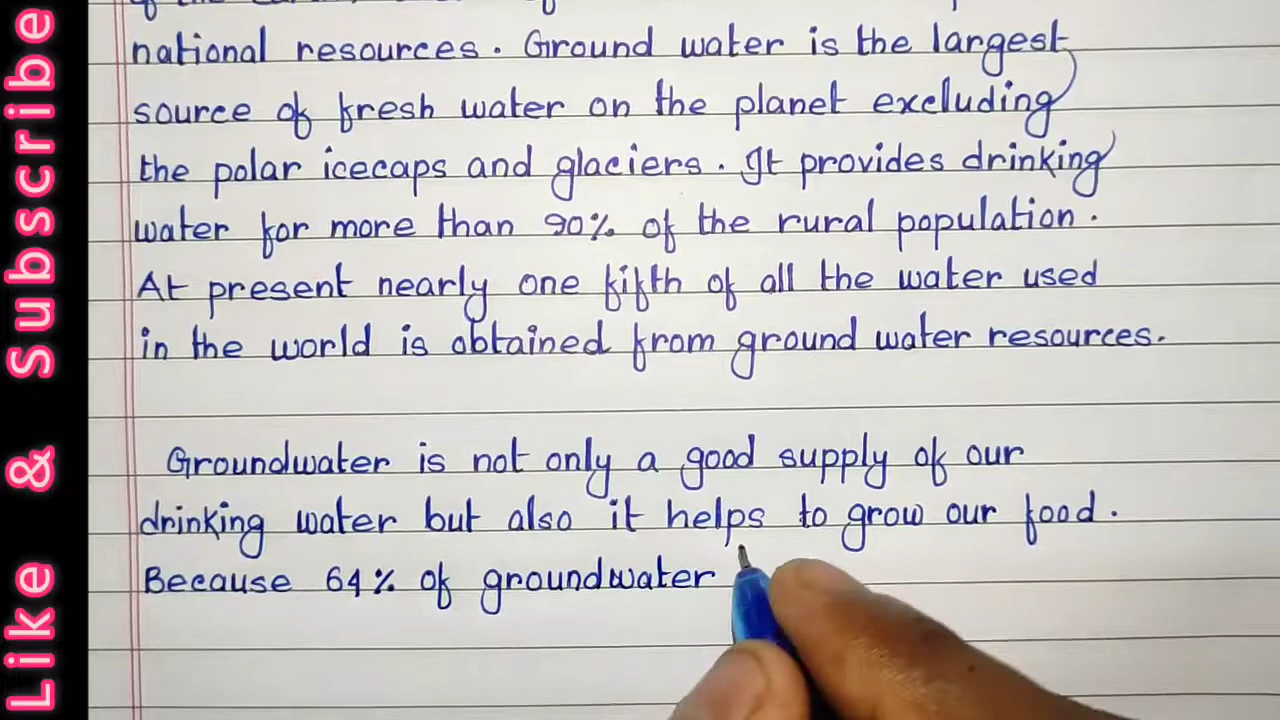 national resources. Ground water is the largest
source of fresh water on the planet excluding
the polar icecaps and glaciers. It provides drinking
water for more than 90% of the rural population.
At present nearly one fifth of all the water used
in the world is obtained from ground water resources.
Groundwater is not only a good supply of our
drinking water but also it helps to grow our food.
Because 64% of groundwater
Like & Subscribe